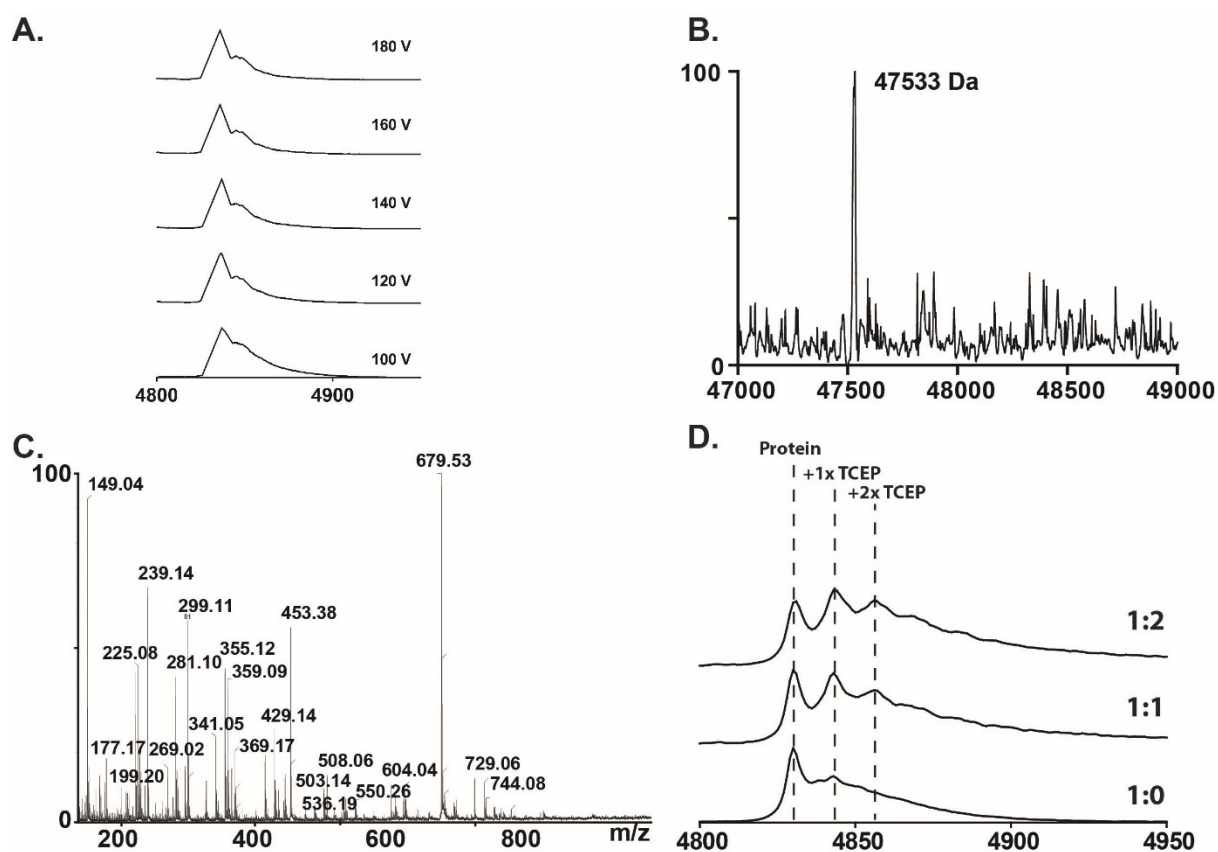 A.
180 V
160 V
140 V
120 V
100 V
4800 4900
B.
100
47533 Da
0
47000 47500 48000 48500 49000
C.
100
679.53
149.04
239.14
299.11
453.38
225.08
281.10
355.12
359.09
341.05
429.14
177.17
269.02
369.17
199.20
508.06
503.14
604.04
550.26
536.19
729.06
744.08
0
200 400 600 800 m/z
D.
Protein
+1x TCEP
+2x TCEP
1:2
1:1
1:0
4800 4850 4900 4950